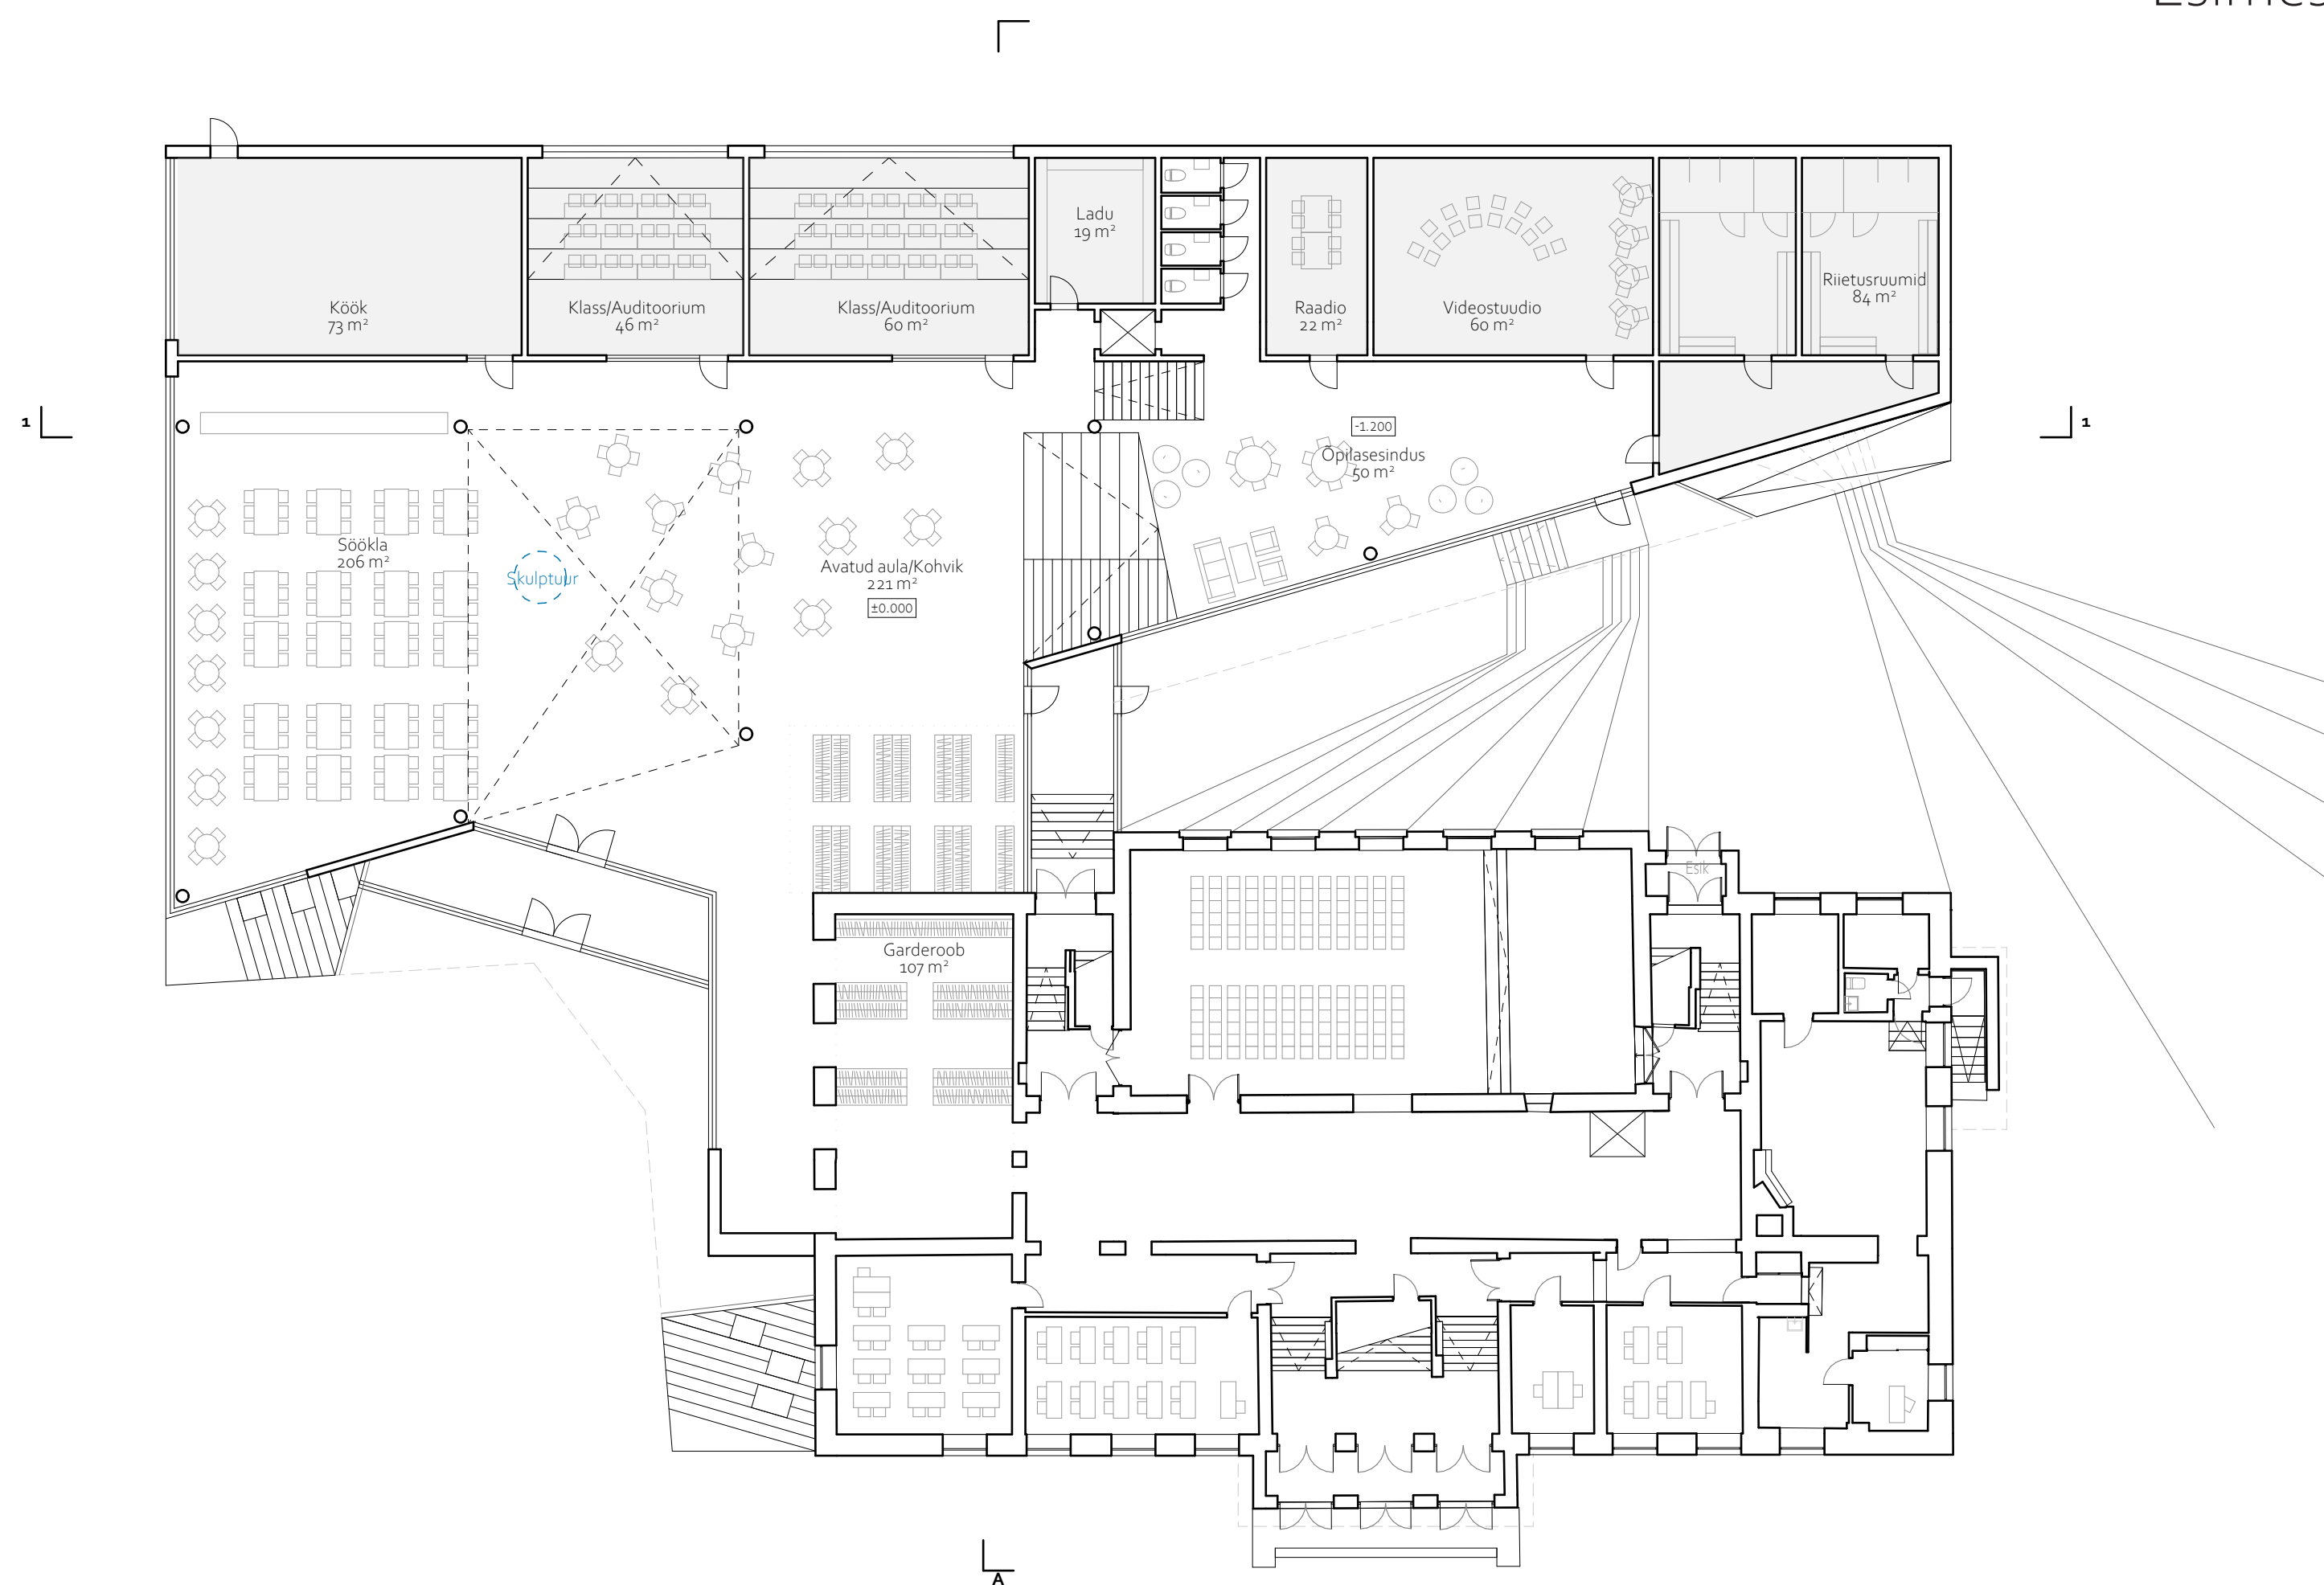 Köök
73 m²
Klass/Auditoorium
46 m²
Klass/Auditoorium
60 m²
Ladu
19 m²
Raadio
22 m²
Videostuudio
60 m²
Riietusruumid
84 m²
1
1
-1.200
Õpilasesindus
50 m²
Söökla
206 m²
Skulptuur
Avatud aula/Kohvik
221 m²
±0.000
Esik
Garderoob
107 m²
A